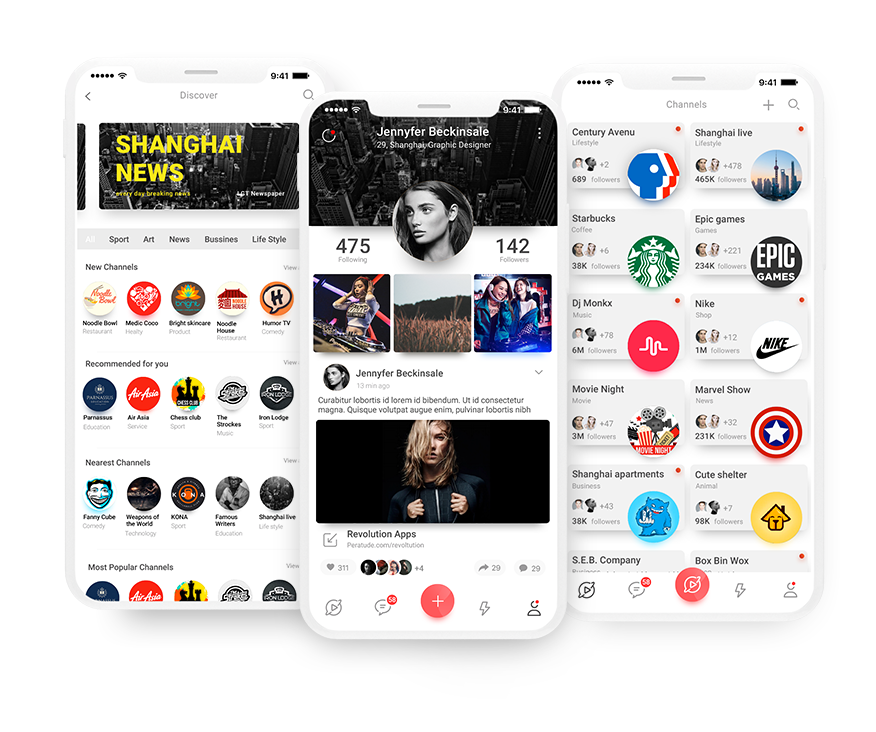 9:41
Discover
SHANGHAI
NEWS
every day breaking news
LGT Newspaper
All Sport Art News Bussines Life Style
New Channels
View
Noodle Bowl
Restaurant
Medic Coco
Healty
Bright skincare
Product
Noodle
House
Restaurant
Humor TV
Comedy
Recommended for you
View
Parnassus
Education
Air Asia
Service
Chess club
Sport
The
Strockes
Music
Iron Lodge
Sport
Nearest Channels
View
Fanny Cube
Comedy
Weapons of
the World
Technology
KONA
Sport
Famous
Writers
Education
Shanghai live
Life style
Most Popular Channels
View
9:41
Jennyfer Beckinsale
29, Shanghai, Graphic Designer
475
Following
142
Followers
Jennyfer Beckinsale
13 min ago
Curabitur lobortis id lorem id bibendum. Ut id consectetur
magna. Quisque volutpat augue enim, pulvinar lobortis nibh
Revolution Apps
Peratude.com/revoltution
311
+4
29
29
58
9:41
Channels
Century Avenu
Lifestyle
+2
689 followers
Shanghai live
Lifestyle
+478
465K followers
Starbucks
Coffee
+6
38K followers
Epic games
Games
+221
234K followers
EPIC
GAMES
Dj Monkx
Music
+78
6M followers
Nike
Shop
+12
1M followers
NIKE
Movie Night
Movie
+47
3M followers
MOVIE NIGHT
Marvel Show
News
+32
231K followers
Shanghai apartments
Business
+43
38K followers
Cute shelter
Animal
+7
98K followers
S.E.B. Company
Box Bin Wox
58